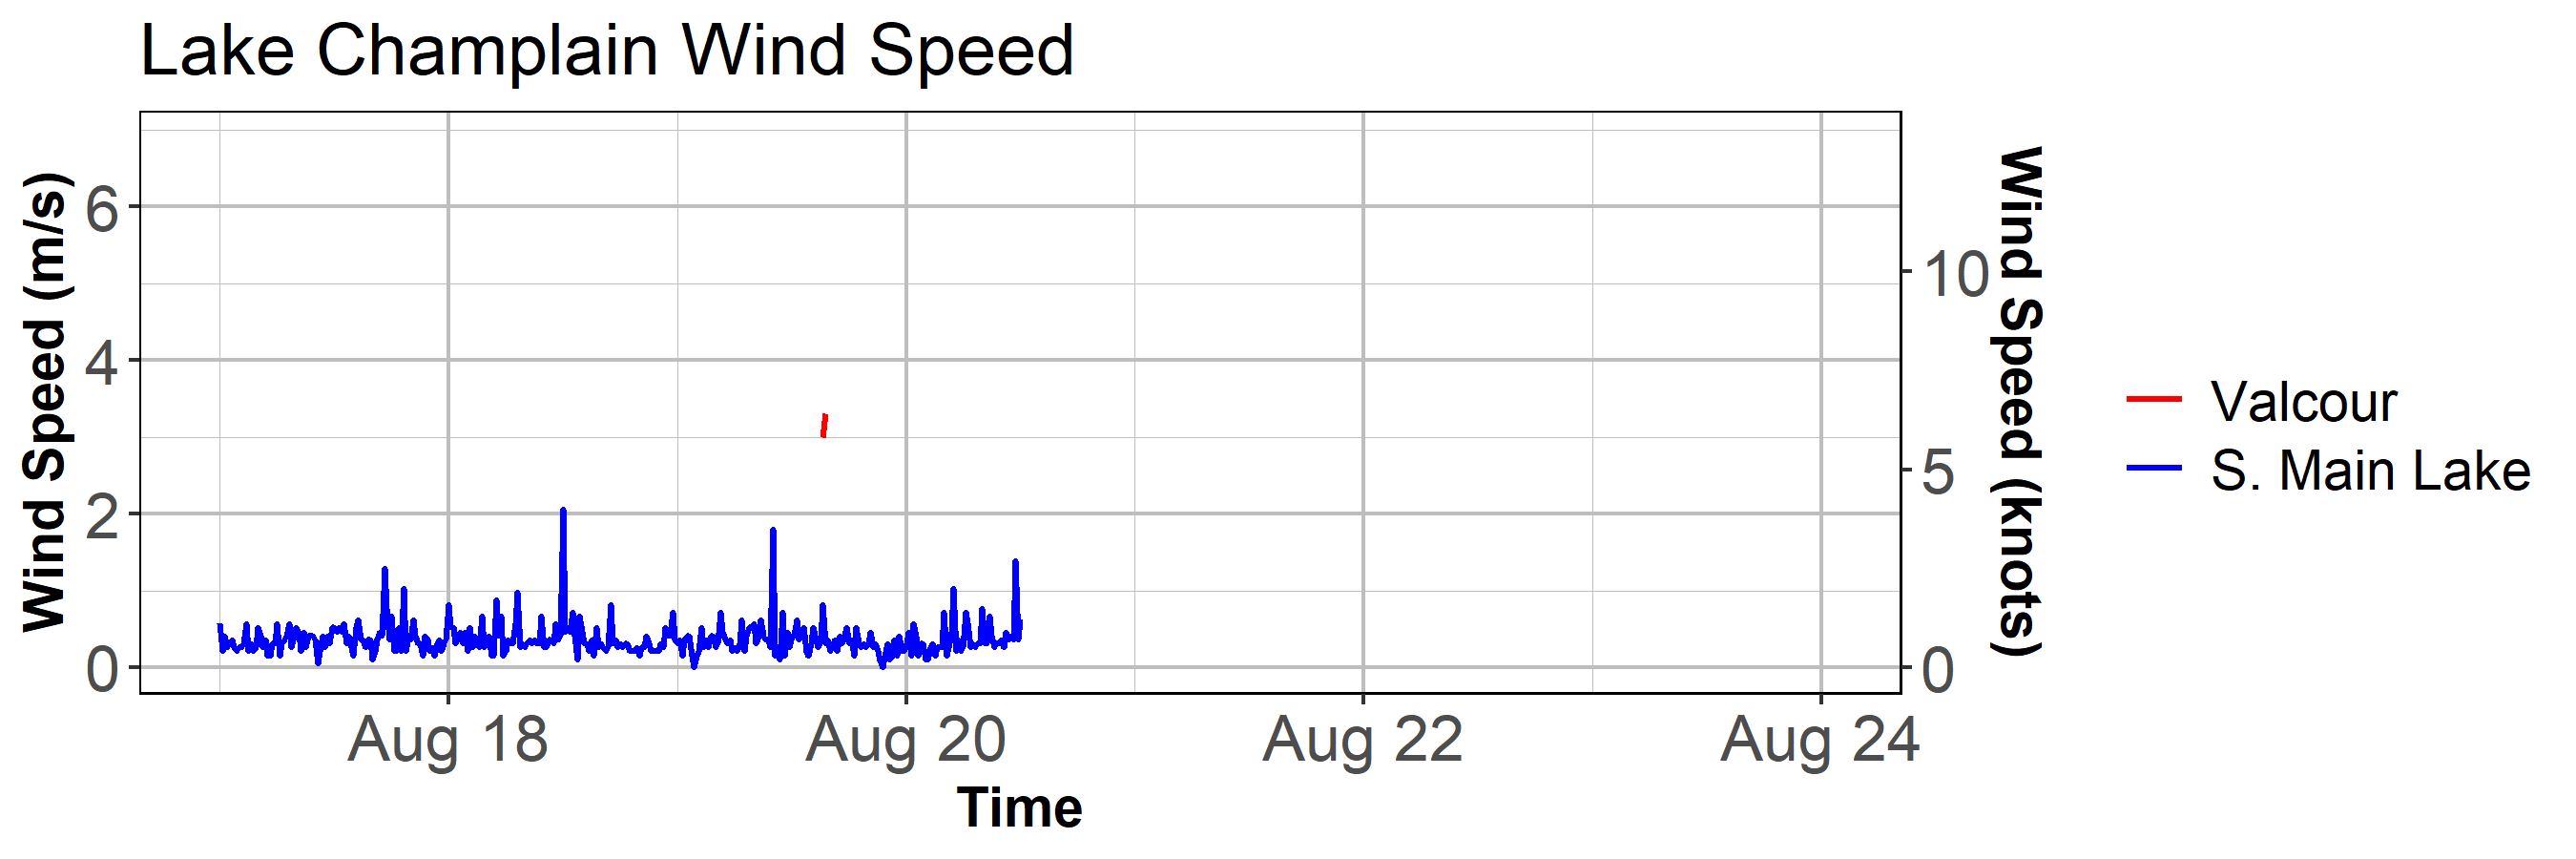 Lake Champlain Wind Speed
Wind Speed (m/s)
6
4
2
0
10
5
0
Wind Speed (knots)
Aug 18
Aug 20
Aug 22
Aug 24
Time
Valcour
S. Main Lake